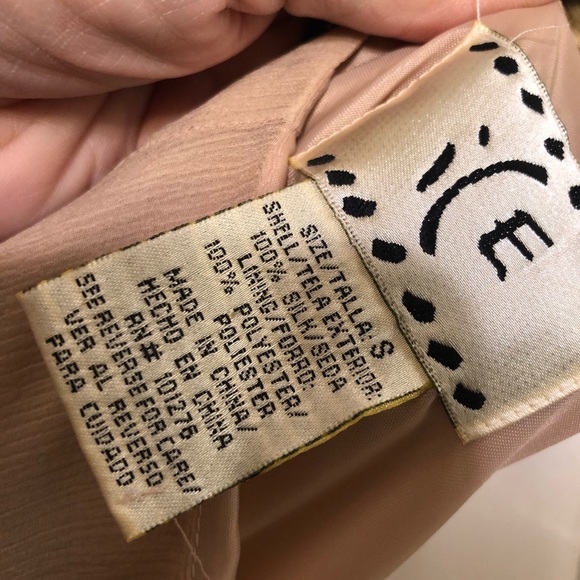 SIZE/TALLA S
SHELL/TELA EXTERIOR:
100% SILK/SEDA
LINING/FORRO:
100% POLYESTER/
POLIESTER
MADE IN CHINA/
HECHO EN CHINA
RN# 101276
SEE REVERSE FOR CARE/
VER AL REVERSO
PARA CUIDADO
E